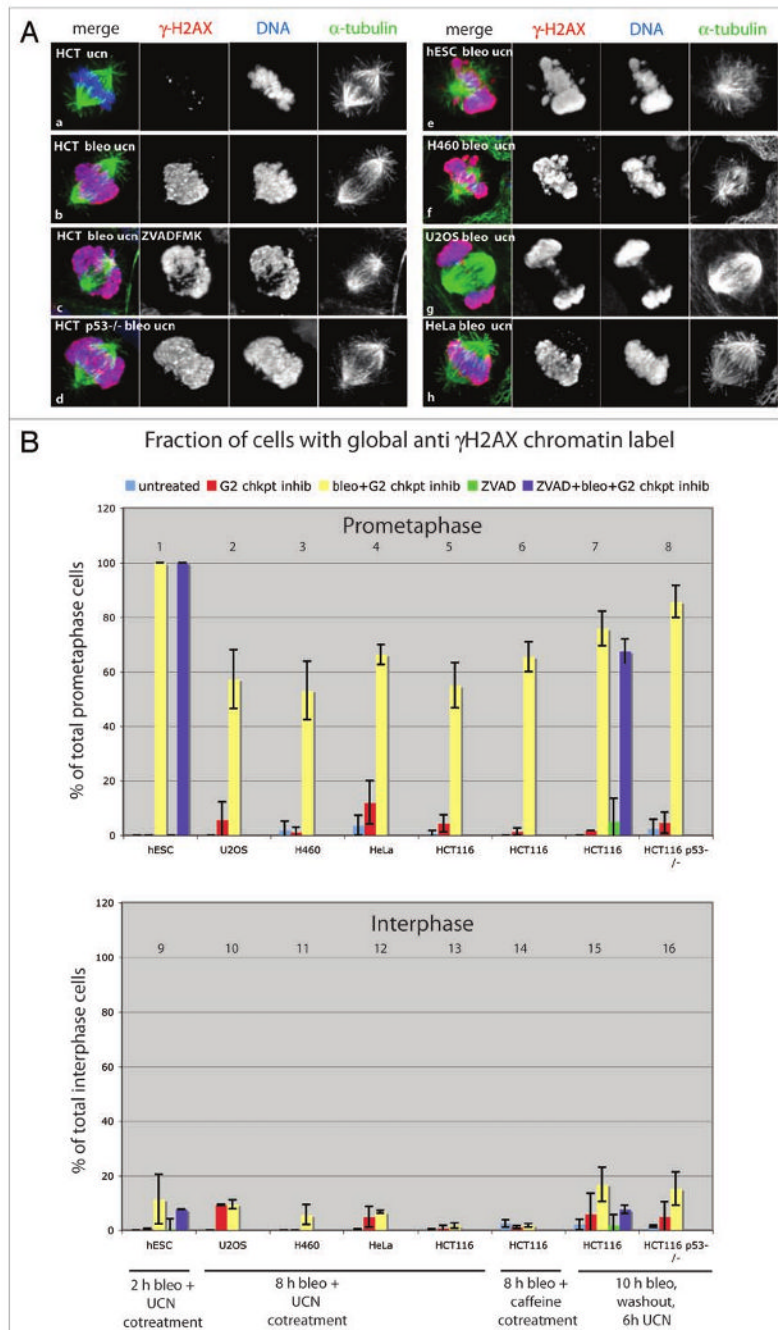 A
merge γ-H2AX DNA α-tubulin
HCT ucn
a
HCT bleo ucn
b
HCT bleo ucn ZVADFMK
c
HCT p53-/- bleo ucn
d
merge γ-H2AX DNA α-tubulin
hESC bleo ucn
e
H460 bleo ucn
f
U2OS bleo ucn
g
HeLa bleo ucn
h
B
Fraction of cells with global anti γH2AX chromatin label
untreated G2 chkpt inhib bleo+G2 chkpt inhib ZVAD ZVAD+bleo+G2 chkpt inhib
Prometaphase
1 2 3 4 5 6 7 8
% of total prometaphase cells
120
100
80
60
40
20
0
hESC U2OS H460 HeLa HCT116 HCT116 HCT116 HCT116 p53-
/-
Interphase
9 10 11 12 13 14 15 16
% of total interphase cells
120
100
80
60
40
20
0
hESC U2OS H460 HeLa HCT116 HCT116 HCT116 HCT116 p53-
/-
2 h bleo +
UCN
cotreatment
8 h bleo +
UCN
cotreatment
8 h bleo +
caffeine
cotreatment
10 h bleo,
washout,
6h UCN